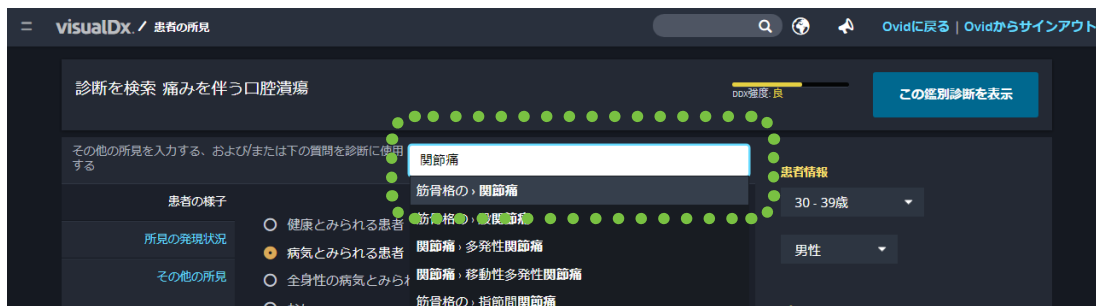 visualDx. / 患者の所見
Ovidに戻る | Ovidからサインアウト
診断を検索 痛みを伴う口腔潰瘍
DDX強度: 良
この鑑別診断を表示
その他の所見を入力する、および/または下の質問を診断に使用
する
関節痛
患者情報
患者の様子
筋骨格の › 関節痛
30 - 39歳
健康とみられる患者
所見の発現状況
病気とみられる患者
関節痛 › 多発性関節痛
男性
その他の所見
全身性の病気とみられ
関節痛 › 移動性多発性関節痛
筋骨格の › 指節間関節痛